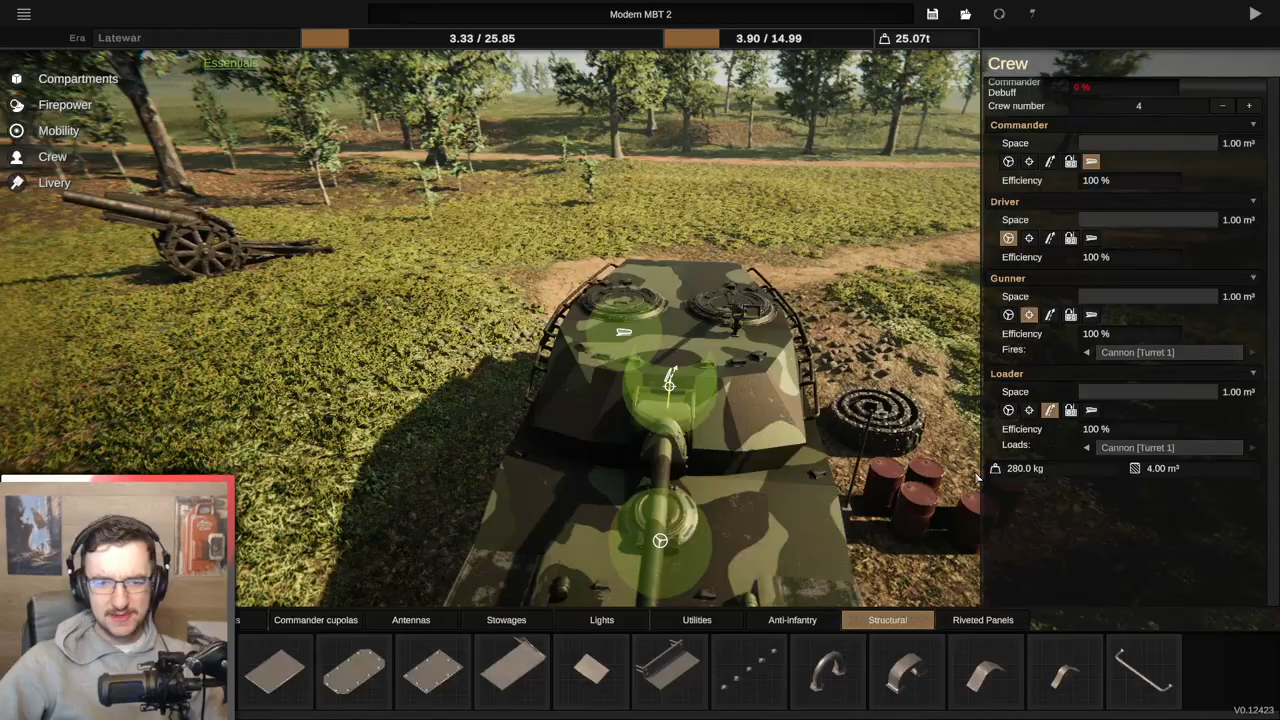 Modern MBT 2
Era
Latewar
3.33 / 25.85
3.90 / 14.99
25.07t
Essentials
Compartments
Firepower
Mobility
Crew
Livery
Crew
Commander
Debuff
0 %
Crew number
4
−
+
Commander
Space
1.00 m³
Efficiency
100 %
Driver
Space
1.00 m³
Efficiency
100 %
Gunner
Space
1.00 m³
Efficiency
100 %
Fires:
Cannon [Turret 1]
Loader
Space
1.00 m³
Efficiency
100 %
Loads:
Cannon [Turret 1]
280.0 kg
4.00 m³
s
Commander cupolas
Antennas
Stowages
Lights
Utilities
Anti-infantry
Structural
Riveted Panels
V0.12423